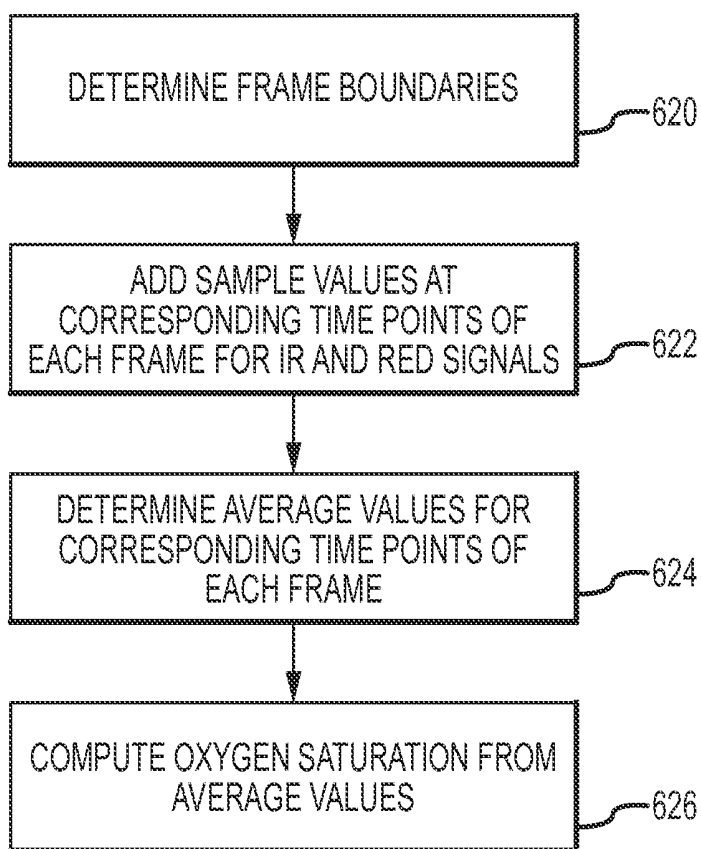 DETERMINE FRAME BOUNDARIES
620
ADD SAMPLE VALUES AT
CORRESPONDING TIME POINTS OF
EACH FRAME FOR IR AND RED SIGNALS
622
DETERMINE AVERAGE VALUES FOR
CORRESPONDING TIME POINTS OF
EACH FRAME
624
COMPUTE OXYGEN SATURATION FROM
AVERAGE VALUES
626